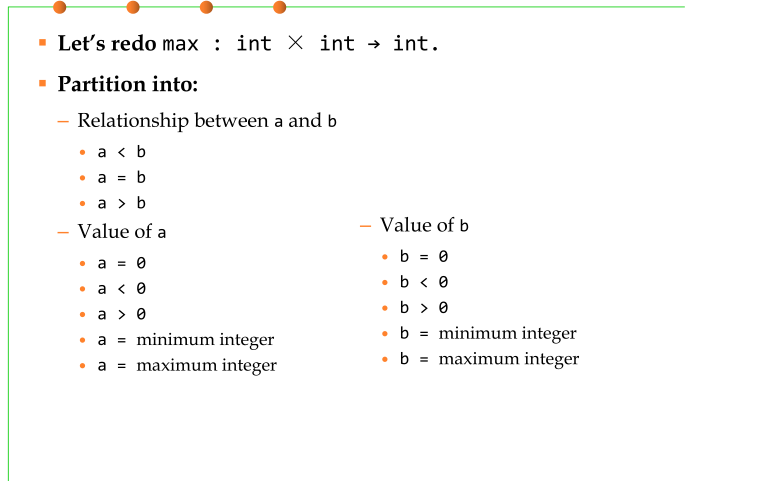 Let's redo max : int × int → int.
Partition into:
– Relationship between a and b
• a < b
• a = b
• a > b
– Value of a
• a = 0
• a < 0
• a > 0
• a = minimum integer
• a = maximum integer
– Value of b
• b = 0
• b < 0
• b > 0
• b = minimum integer
• b = maximum integer